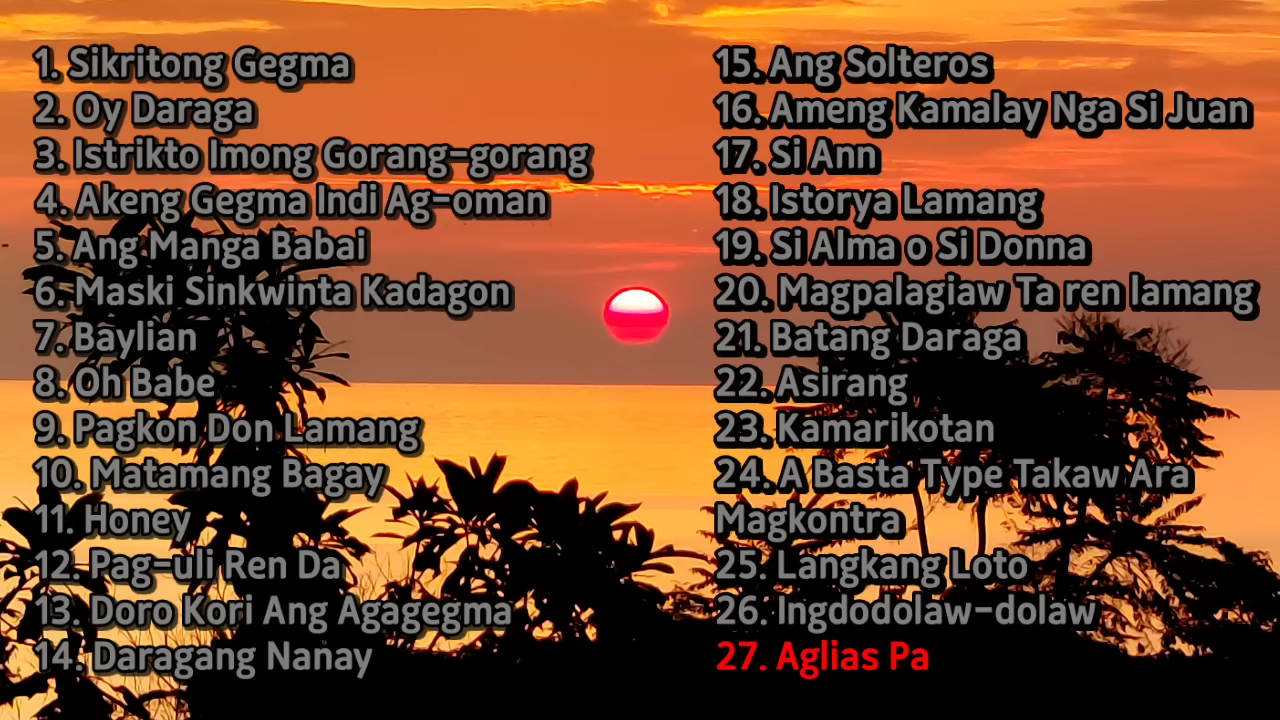 1. Sikritong Gegma
2. Oy Daraga
3. Istrikto Imong Gorang-gorang
4. Akeng Gegma Indi Ag-oman
5. Ang Manga Babai
6. Maski Sinkwinta Kadagon
7. Baylian
8. Oh Babe
9. Pagkon Don Lamang
10. Matamang Bagay
11. Honey
12. Pag-uli Ren Da
13. Doro Kori Ang Agagegma
14. Daragang Nanay
15. Ang Solteros
16. Ameng Kamalay Nga Si Juan
17. Si Ann
18. Istorya Lamang
19. Si Alma o Si Donna
20. Magpalagiaw Ta ren lamang
21. Batang Daraga
22. Asirang
23. Kamarikotan
24. A Basta Type Takaw Ara
Magkontra
25. Langkang Loto
26. Ingdodolaw-dolaw
27. Aglias Pa